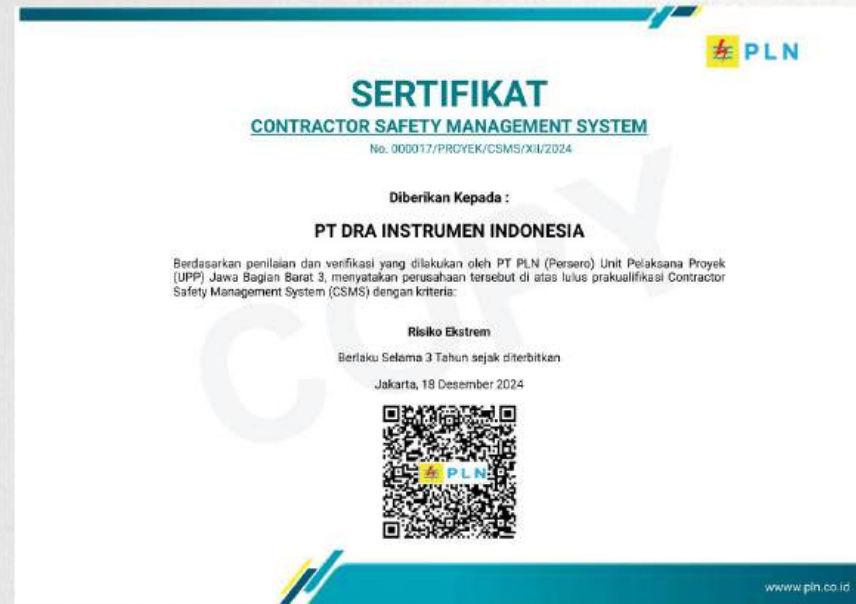 PLN
SERTIFIKAT
CONTRACTOR SAFETY MANAGEMENT SYSTEM
No. 000017/PROYEK/CSMS/XII/2024
Diberikan Kepada :
PT DRA INSTRUMEN INDONESIA
Berdasarkan penilaian dan verifikasi yang dilakukan oleh PT PLN (Persero) Unit Pelaksana Proyek
(UPP) Jawa Bagian Barat 3, menyatakan perusahaan tersebut di atas lulus prakualifikasi Contractor
Safety Management System (CSMS) dengan kriteria:
COPY
Risiko Ekstrem
Berlaku Selama 3 Tahun sejak diterbitkan
Jakarta, 18 Desember 2024
PLN
wwww.pln.co.id